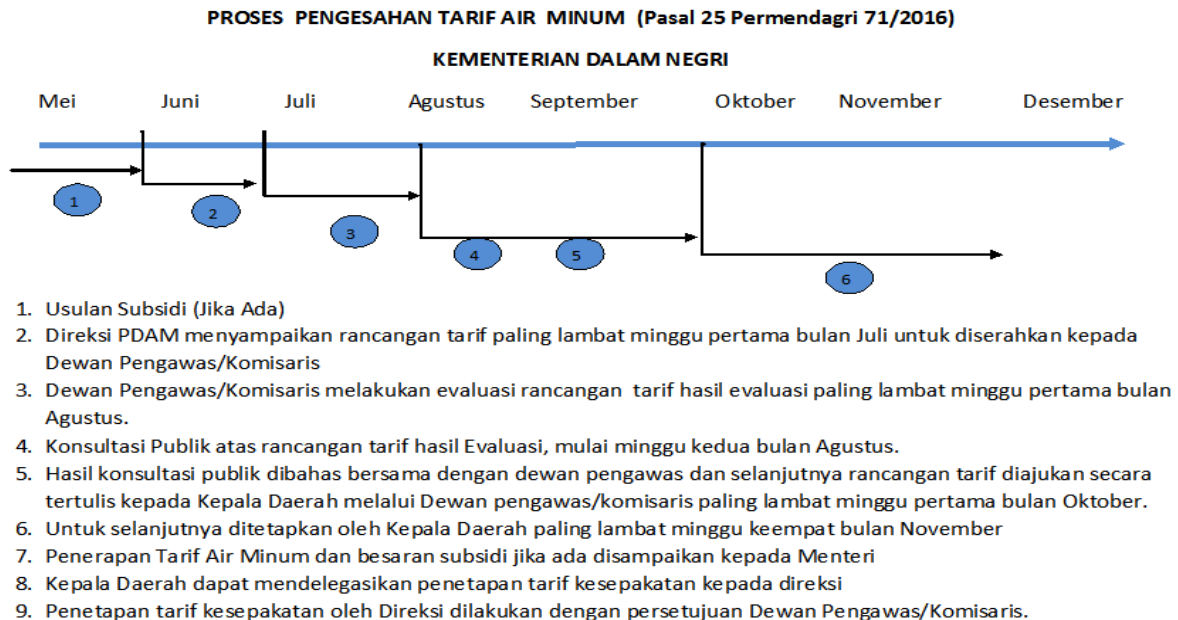 PROSES PENGESAHAN TARIF AIR MINUM (Pasal 25 Permendagri 71/2016)
KEMENTERIAN DALAM NEGRI
Mei Juni Juli Agustus September Oktober November Desember
1
2
3
4
5
6
1. Usulan Subsidi (Jika Ada)
2. Direksi PDAM menyampaikan rancangan tarif paling lambat minggu pertama bulan Juli untuk diserahkan kepada
Dewan Pengawas/Komisaris
3. Dewan Pengawas/Komisaris melakukan evaluasi rancangan tarif hasil evaluasi paling lambat minggu pertama bulan
Agustus.
4. Konsultasi Publik atas rancangan tarif hasil Evaluasi, mulai minggu kedua bulan Agustus.
5. Hasil konsultasi publik dibahas bersama dengan dewan pengawas dan selanjutnya rancangan tarif diajukan secara
tertulis kepada Kepala Daerah melalui Dewan pengawas/komisaris paling lambat minggu pertama bulan Oktober.
6. Untuk selanjutnya ditetapkan oleh Kepala Daerah paling lambat minggu keempat bulan November
7. Penerapan Tarif Air Minum dan besaran subsidi jika ada disampaikan kepada Menteri
8. Kepala Daerah dapat mendelegasikan penetapan tarif kesepakatan kepada direksi
9. Penetapan tarif kesepakatan oleh Direksi dilakukan dengan persetujuan Dewan Pengawas/Komisaris.